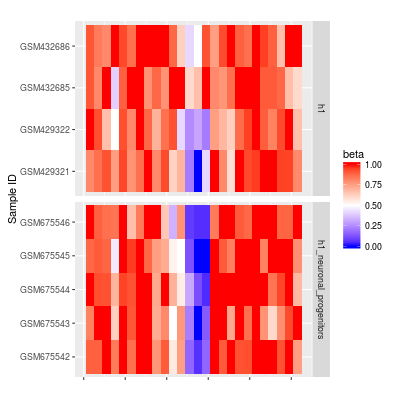 GSM432686
GSM432685
GSM429322
GSM429321
h1
GSM675546
GSM675545
GSM675544
GSM675543
GSM675542
h1_neuronal_progenitors
Sample ID
beta
1.00
0.75
0.50
0.25
0.00